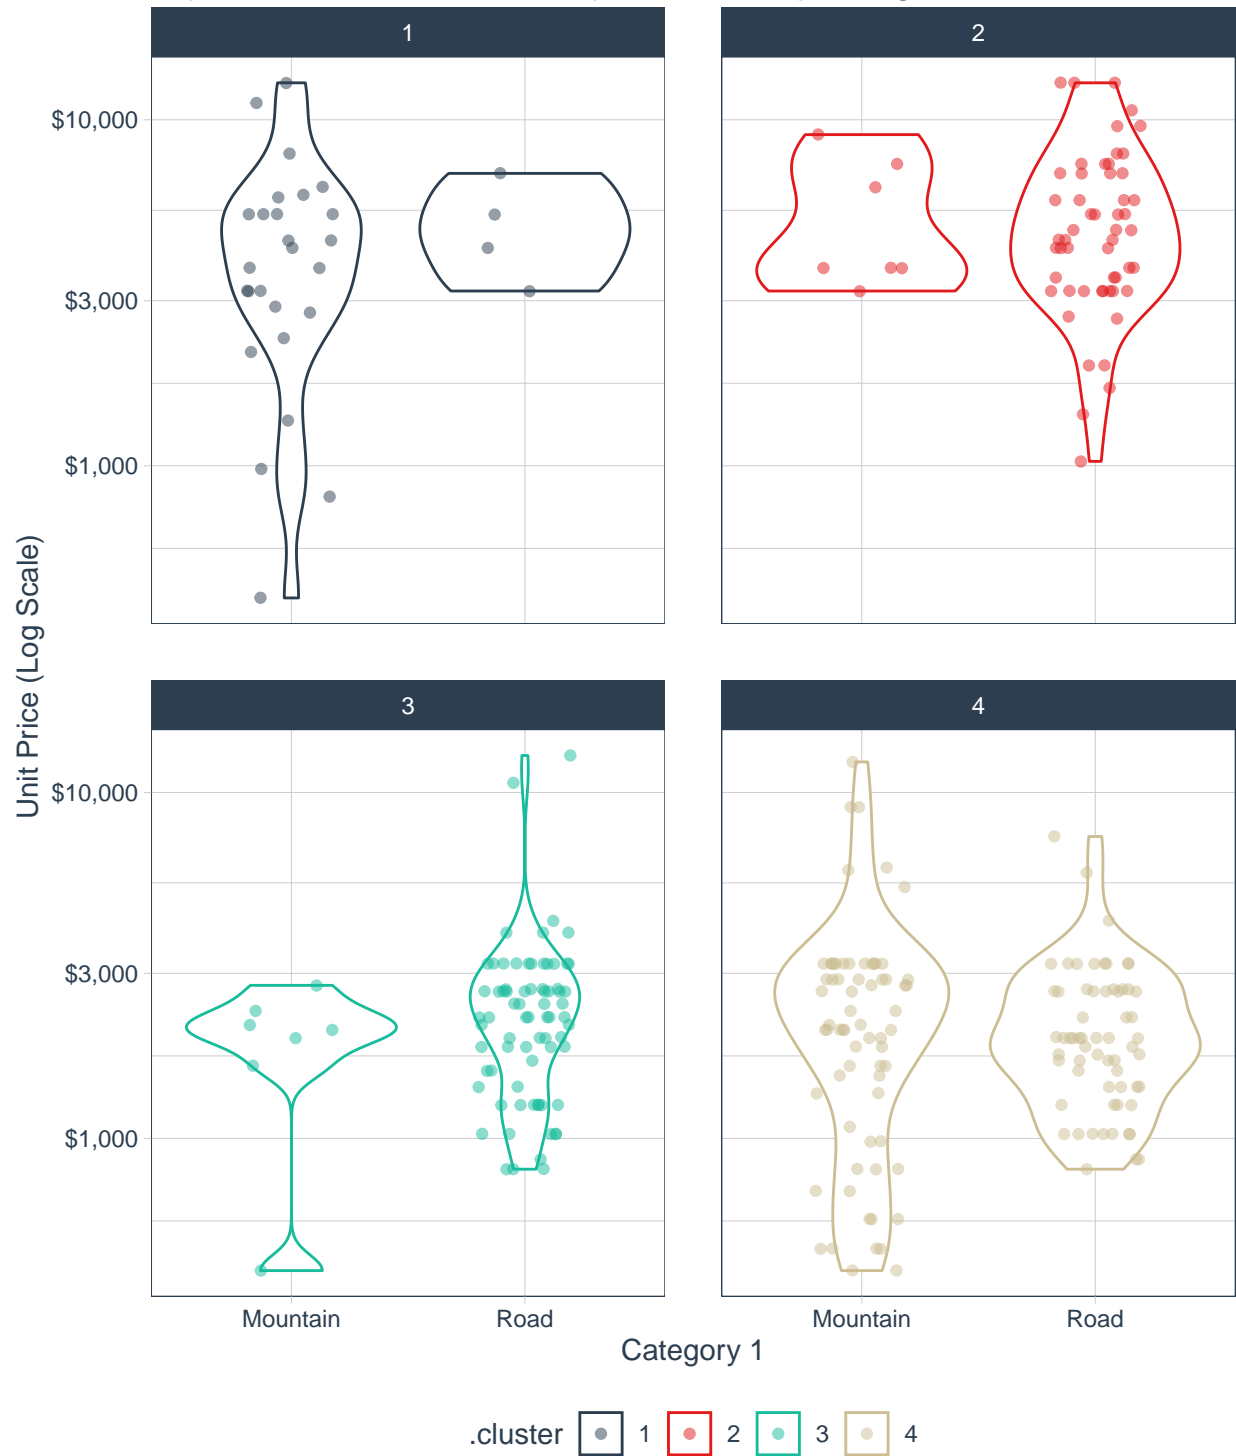 1
2
$10,000
$3,000
$1,000
Unit Price (Log Scale)
3
4
$10,000
$3,000
$1,000
Mountain
Road
Mountain
Road
Category 1
.cluster 1 2 3 4